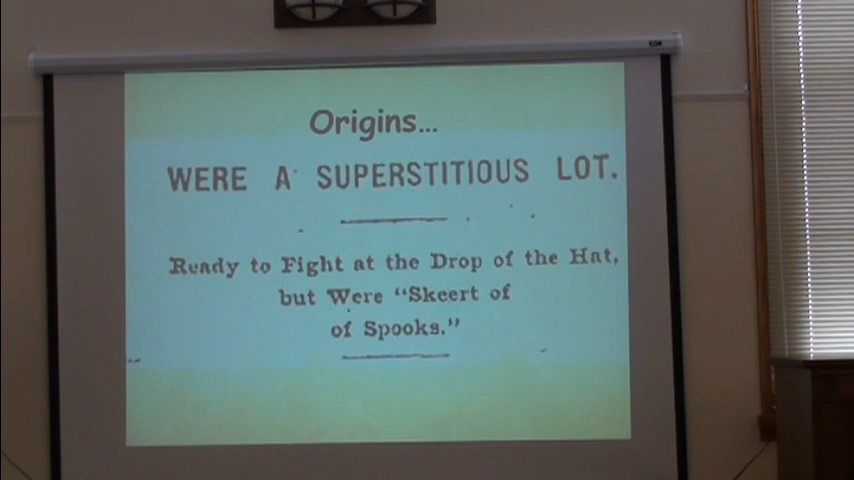 Origins...
WERE A SUPERSTITIOUS LOT.
Ready to Fight at the Drop of the Hat,
but Were "Skeert of
of Spooks."